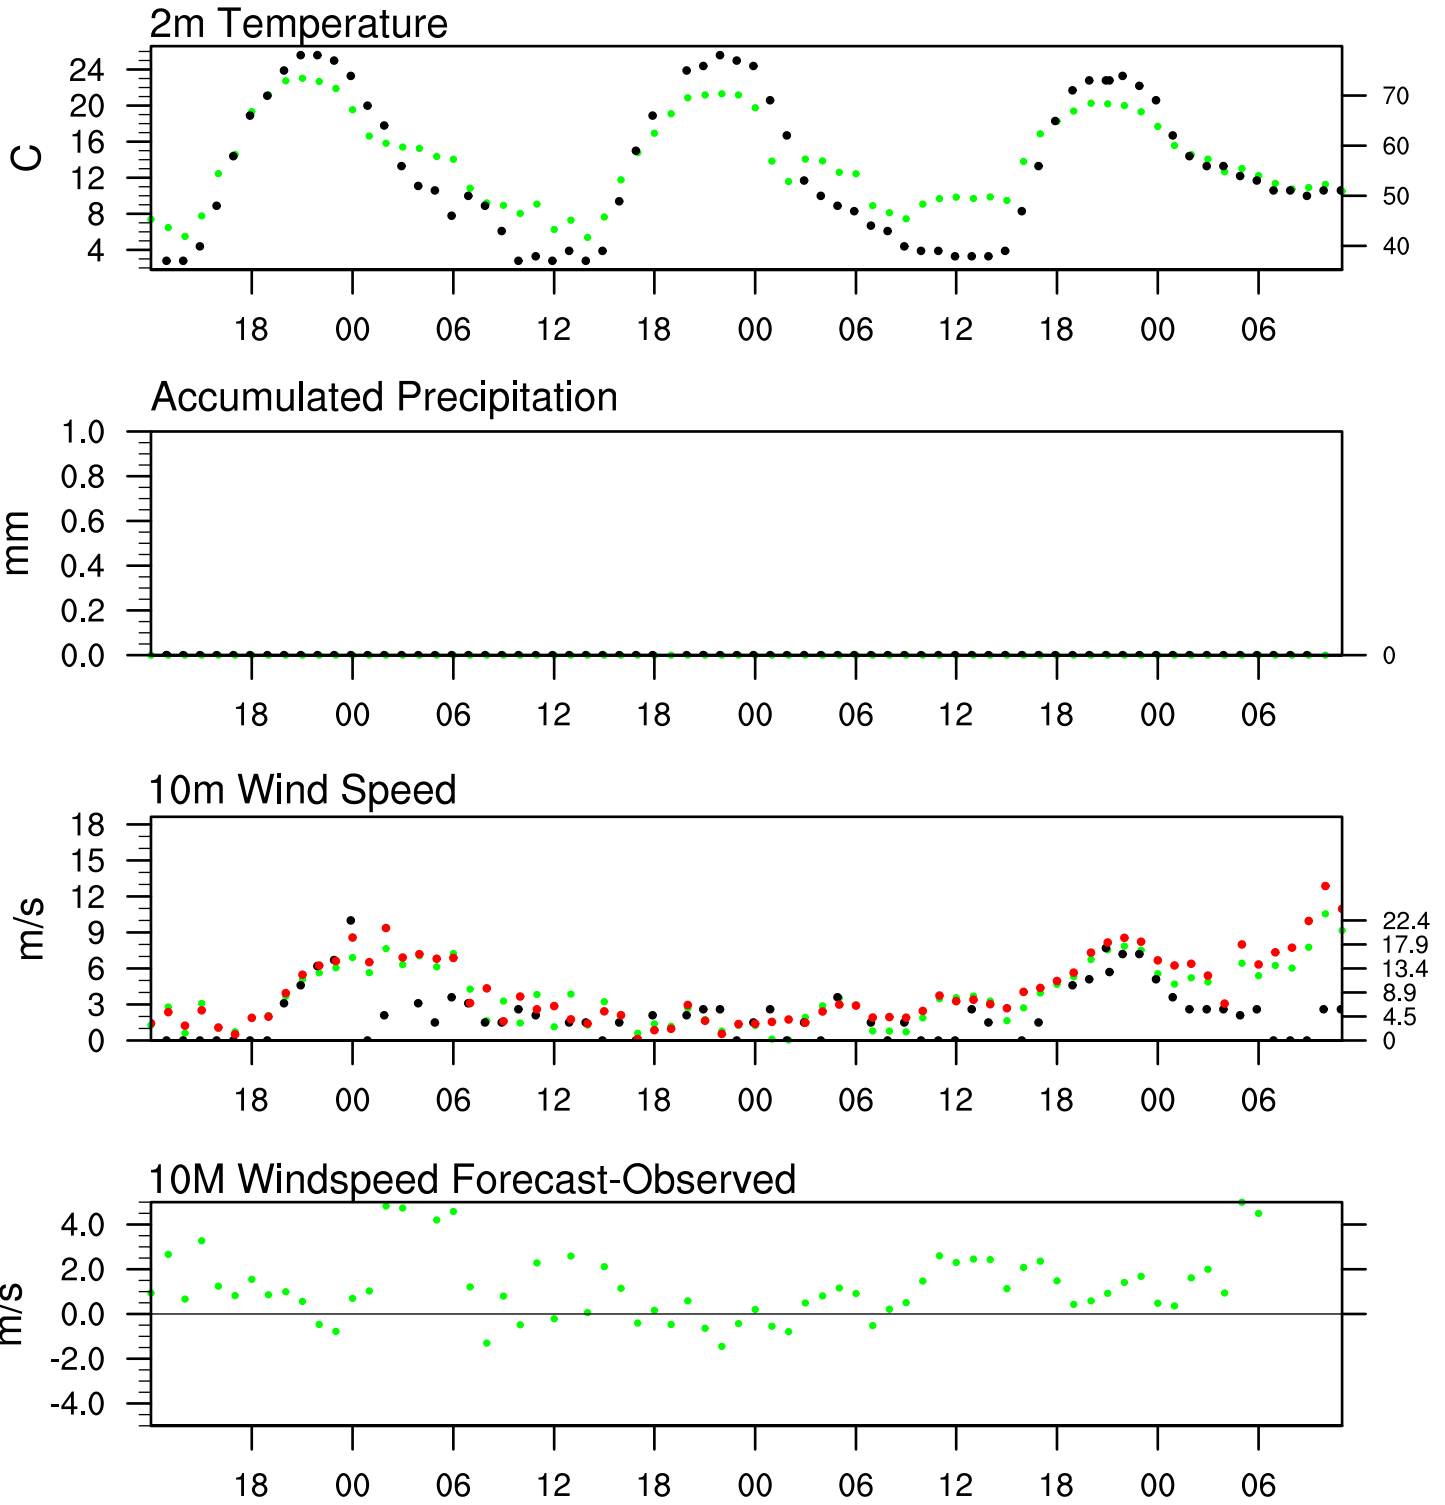 2m Temperature
C
24
20
16
12
8
4
70
60
50
40
18 00 06 12 18 00 06 12 18 00 06
Accumulated Precipitation
mm
1.0
0.8
0.6
0.4
0.2
0.0
0
18 00 06 12 18 00 06 12 18 00 06
10m Wind Speed
m/s
18
15
12
9
6
3
0
22.4
17.9
13.4
8.9
4.5
0
18 00 06 12 18 00 06 12 18 00 06
10M Windspeed Forecast-Observed
m/s
4.0
2.0
0.0
-2.0
-4.0
18 00 06 12 18 00 06 12 18 00 06